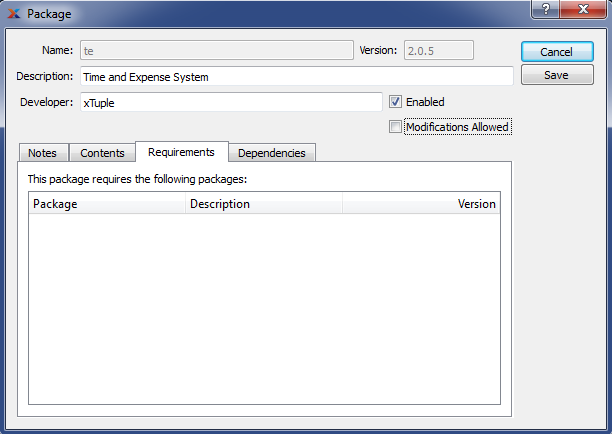 Package
Name: te Version: 2.0.5 Cancel
Description: Time and Expense System Save
Developer: xTuple Enabled
Modifications Allowed
Notes Contents Requirements Dependencies
This package requires the following packages:
Package Description Version